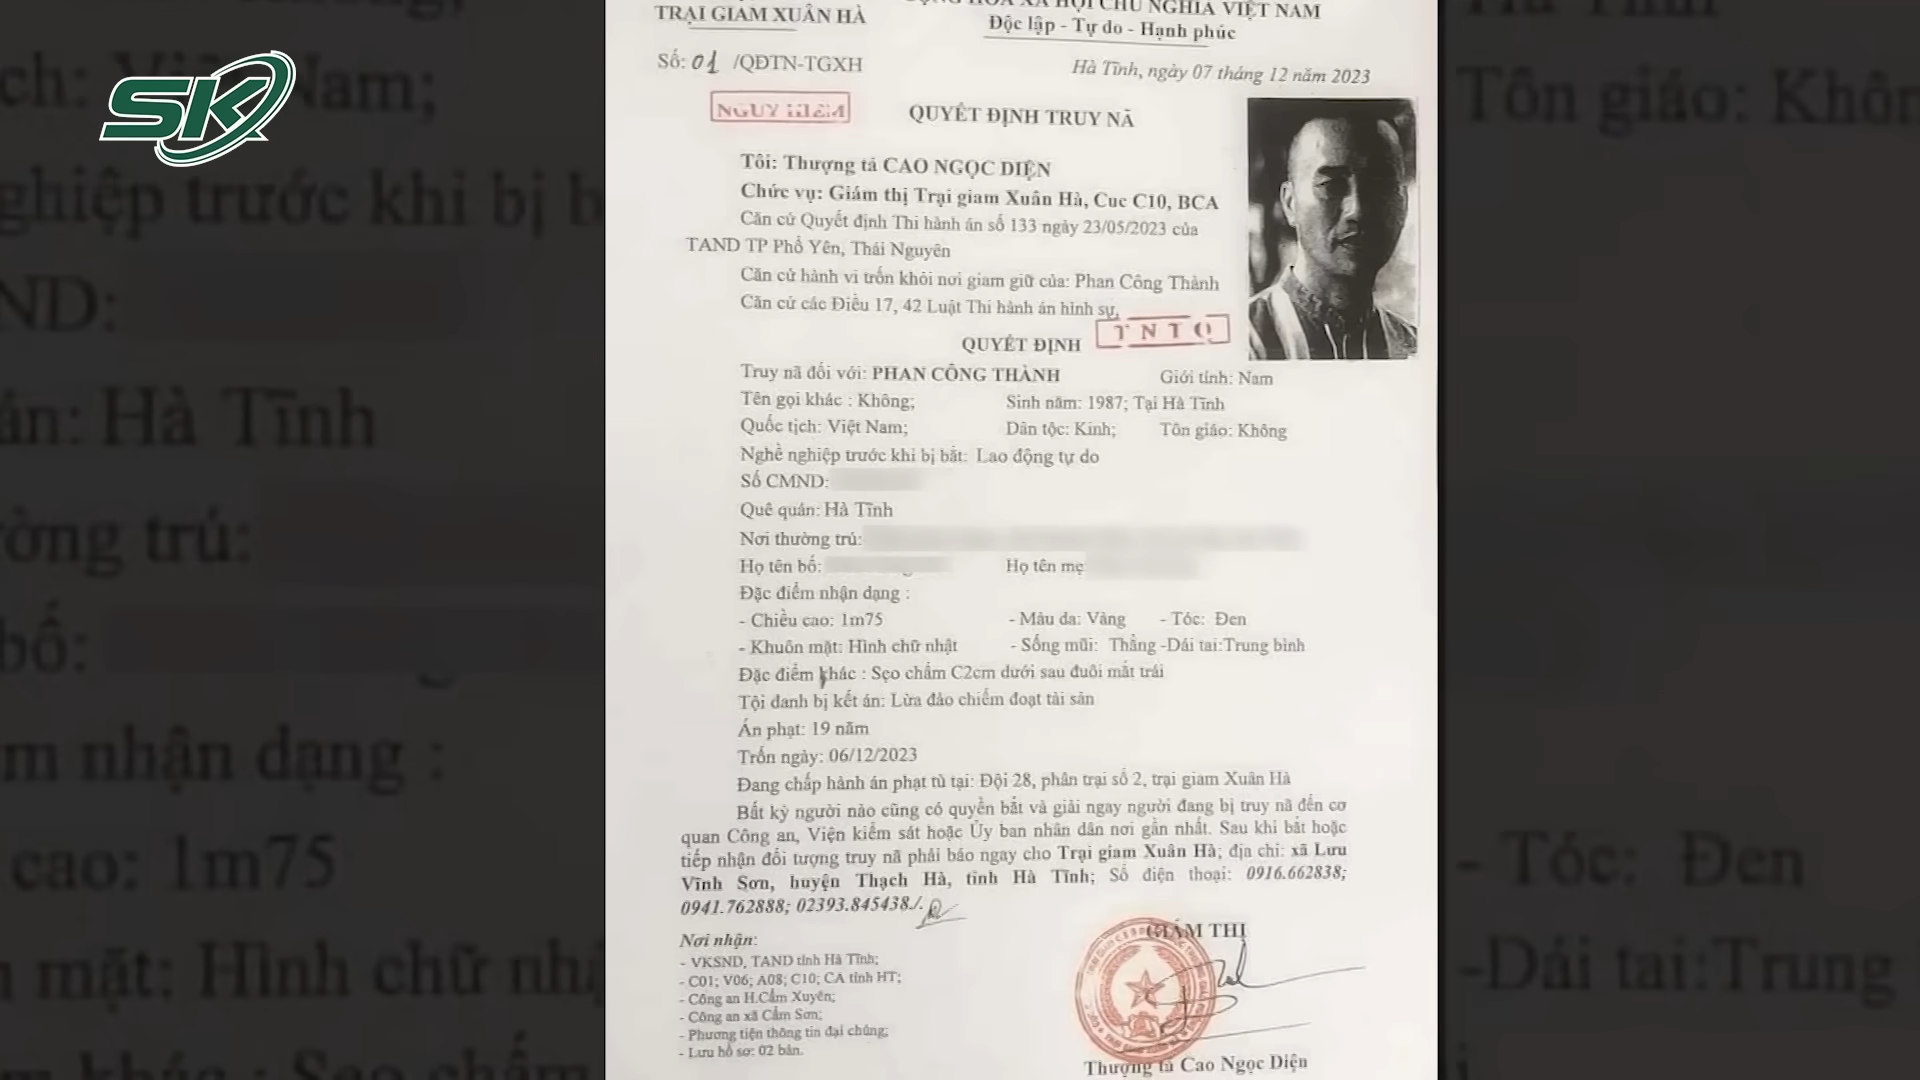 SK
TRẠI GIAM XUÂN HÀ
HÒA XÃ HỘI CHỦ NGHĨA VIỆT NAM
Độc lập - Tự do - Hạnh phúc
Số: 01 /QĐTN-TGXH
Hà Tĩnh, ngày 07 tháng 12 năm 2023
NGUY HIỂM
QUYẾT ĐỊNH TRUY NÃ
Tôi: Thượng tá CAO NGỌC DIỆN
Chức vụ: Giám thị Trại giam Xuân Hà, Cuc C10, BCA
Căn cứ Quyết định Thi hành án số 133 ngày 23/05/2023 của
TAND TP Phổ Yên, Thái Nguyên
Căn cứ hành vi trốn khỏi nơi giam giữ của: Phan Công Thành
Căn cứ các Điều 17, 42 Luật Thi hành án hình sự,
TNTQ
QUYẾT ĐỊNH
Truy nã đối với: PHAN CÔNG THÀNH Giới tính: Nam
Tên gọi khác : Không; Sinh năm: 1987; Tại Hà Tĩnh
Quốc tịch: Việt Nam; Dân tộc: Kinh; Tôn giáo: Không
Nghề nghiệp trước khi bị bắt: Lao động tự do
Số CMND:
Quê quán: Hà Tĩnh
Nơi thường trú:
Họ tên bố: Họ tên mẹ
Đặc điểm nhận dạng :
- Chiều cao: 1m75 - Màu da: Vàng - Tóc: Đen
- Khuôn mặt: Hình chữ nhật - Sống mũi: Thẳng -Dái tai:Trung bình
Đặc điểm khác : Sẹo chấm C2cm dưới sau đuôi mắt trái
Tội danh bị kết án: Lừa đảo chiếm đoạt tài sản
Án phạt: 19 năm
Trốn ngày: 06/12/2023
Đang chấp hành án phạt tù tại: Đội 28, phân trại số 2, trại giam Xuân Hà
Bất kỳ người nào cũng có quyền bắt và giải ngay người đang bị truy nã đến cơ
quan Công an, Viện kiểm sát hoặc Ủy ban nhân dân nơi gần nhất. Sau khi bắt hoặc
tiếp nhận đối tượng truy nã phải báo ngay cho Trại giam Xuân Hà; địa chỉ: xã Lưu
Vĩnh Sơn, huyện Thạch Hà, tỉnh Hà Tĩnh; Số điện thoại: 0916.662838;
0941.762888; 02393.845438./.
Nơi nhận:
- VKSND, TAND tỉnh Hà Tĩnh;
- C01; V06; A08; C10; CA tỉnh HT;
- Công an H.Cẩm Xuyên;
- Công an xã Cẩm Sơn;
- Phương tiện thông tin đại chúng;
- Lưu hồ sơ: 02 bản.
GIÁM THỊ
Thượng tá Cao Ngọc Diện